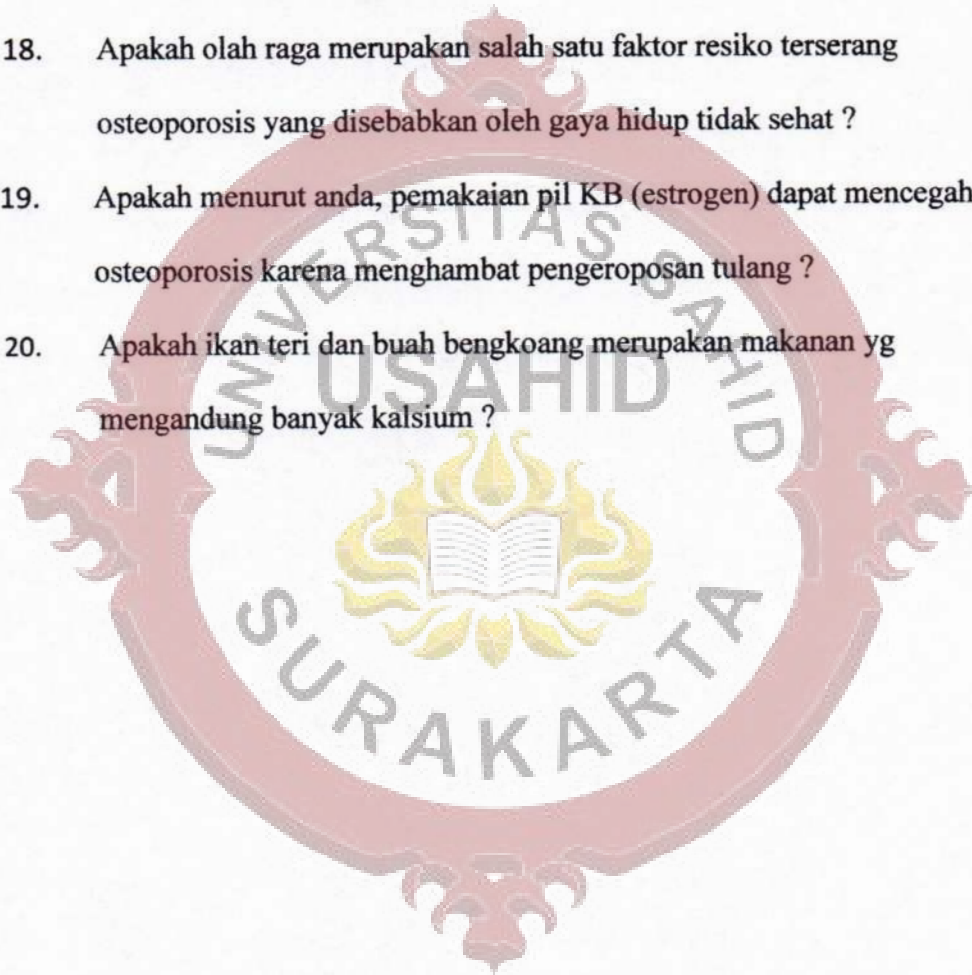 18. Apakah olah raga merupakan salah satu faktor resiko terserang
osteoporosis yang disebabkan oleh gaya hidup tidak sehat ?
19. Apakah menurut anda, pemakaian pil KB (estrogen) dapat mencegah
osteoporosis karena menghambat pengeroposan tulang ?
20. Apakah ikan teri dan buah bengkoang merupakan makanan yg
mengandung banyak kalsium ?
UNIVERSITAS SAHID
USAHID
SURAKARTA